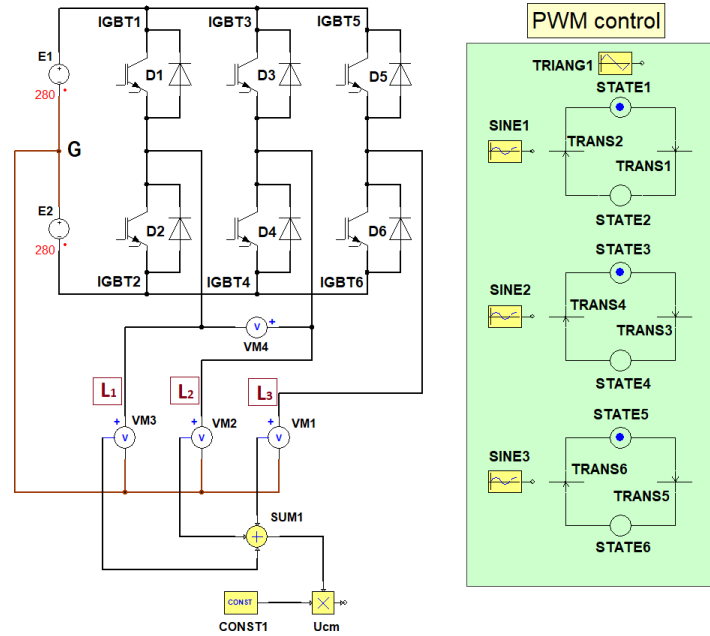 PWM control
IGBT1
IGBT3
IGBT5
E1
D1
D3
D5
280
G
E2
D2
D4
D6
280
IGBT2
IGBT4
IGBT6
V
+
VM4
L1
L2
L3
+
V
VM3
+
V
VM2
+
V
VM1
SUM1
+
CONST
CONST1
Ucm
TRIANG1
STATE1
SINE1
TRANS2
TRANS1
STATE2
STATE3
SINE2
TRANS4
TRANS3
STATE4
STATE5
SINE3
TRANS6
TRANS5
STATE6